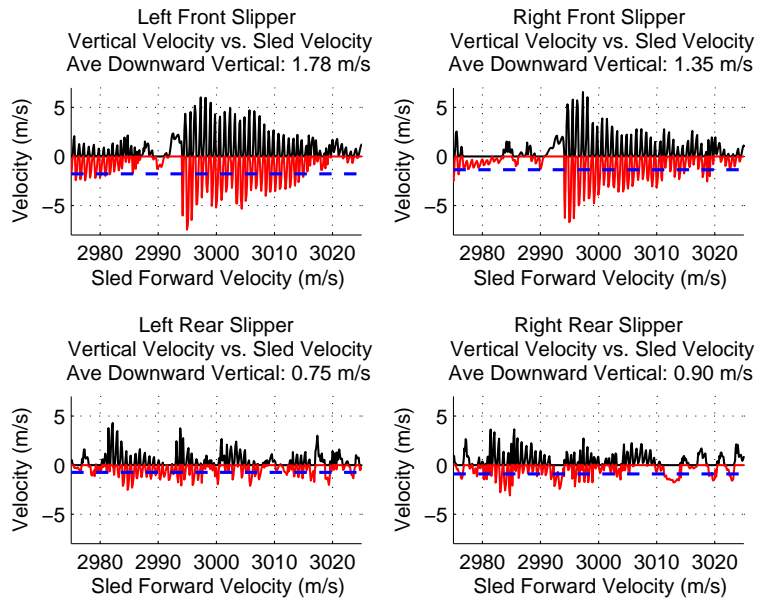 Left Front Slipper
Vertical Velocity vs. Sled Velocity
Ave Downward Vertical: 1.78 m/s
5
0
−5
Velocity (m/s)
2980 2990 3000 3010 3020
Sled Forward Velocity (m/s)
Right Front Slipper
Vertical Velocity vs. Sled Velocity
Ave Downward Vertical: 1.35 m/s
5
0
−5
Velocity (m/s)
2980 2990 3000 3010 3020
Sled Forward Velocity (m/s)
Left Rear Slipper
Vertical Velocity vs. Sled Velocity
Ave Downward Vertical: 0.75 m/s
5
0
−5
Velocity (m/s)
2980 2990 3000 3010 3020
Sled Forward Velocity (m/s)
Right Rear Slipper
Vertical Velocity vs. Sled Velocity
Ave Downward Vertical: 0.90 m/s
5
0
−5
Velocity (m/s)
2980 2990 3000 3010 3020
Sled Forward Velocity (m/s)